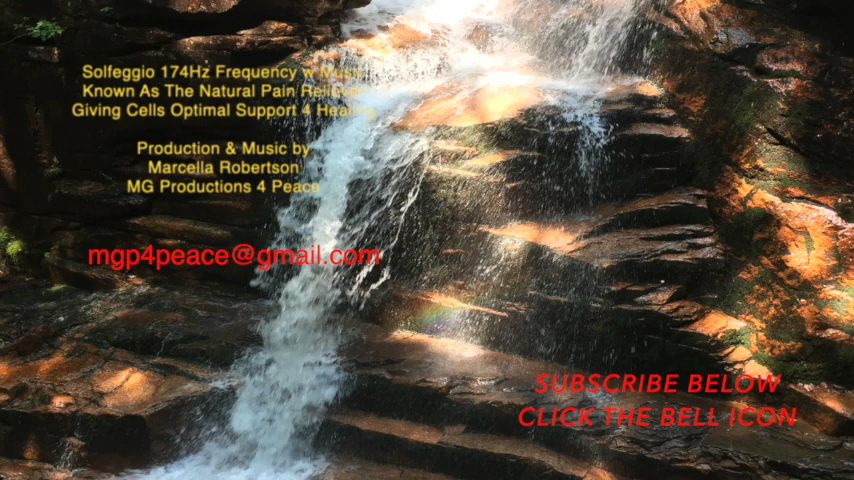 Solfeggio 174Hz Frequency w Music
Known As The Natural Pain Reliever
Giving Cells Optimal Support 4 Healing
Production & Music by
Marcella Robertson
MG Productions 4 Peace
mgp4peace@gmail.com
SUBSCRIBE BELOW
CLICK THE BELL ICON